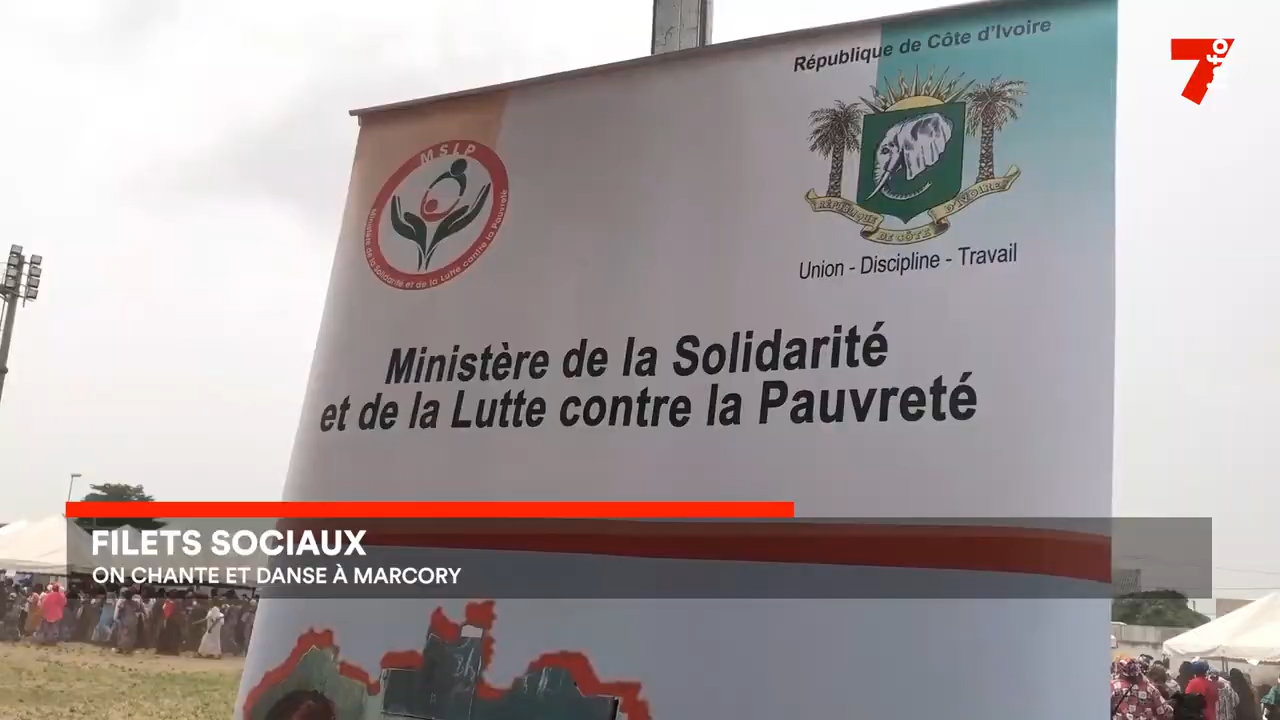 République de Côte d'Ivoire
7
info
MSLP
Ministère de la Solidarité et de la Lutte contre la Pauvreté
RÉPUBLIQUE DE CÔTE D'IVOIRE
Union - Discipline - Travail
Ministère de la Solidarité
et de la Lutte contre la Pauvreté
FILETS SOCIAUX
ON CHANTE ET DANSE À MARCORY